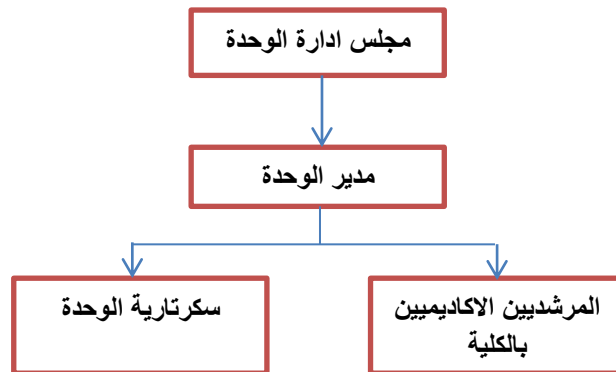 مجلس ادارة الوحدة
مدير الوحدة
المرشديين الاكاديميين
بالكلية
سكرتارية الوحدة